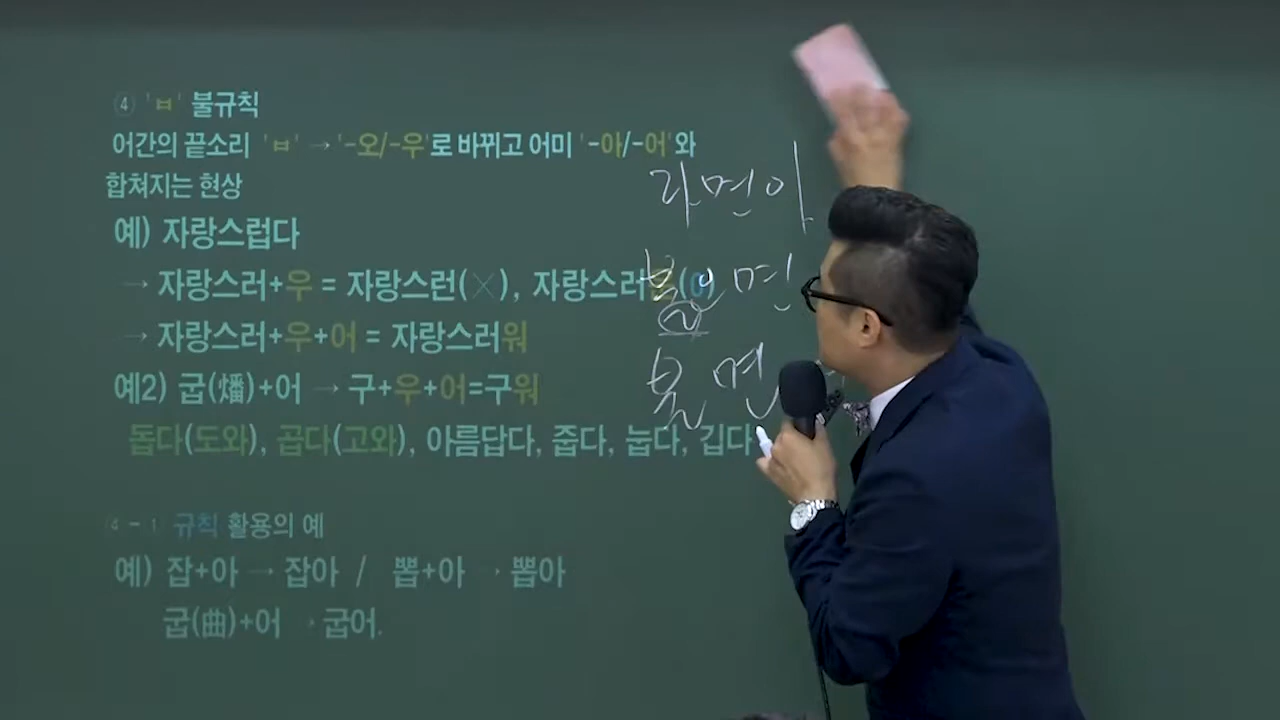 ④ 'ㅂ' 불규칙
어간의 끝소리 'ㅂ' → '-오/-우'로 바뀌고 어미 '-아/-어'와
합쳐지는 현상
예) 자랑스럽다
→ 자랑스러+우 = 자랑스런(×), 자랑스러 (O)
→ 자랑스러+우+어 = 자랑스러워
예2) 굽(燔)+어 → 구+우+어=구워
돕다(도와), 곱다(고와), 아름답다, 줍다, 눕다, 깁다
④-1 규칙 활용의 예
예) 잡+아 → 잡아 / 뽑+아 → 뽑아
굽(曲)+어 → 굽어.
라면이
불으면
불면